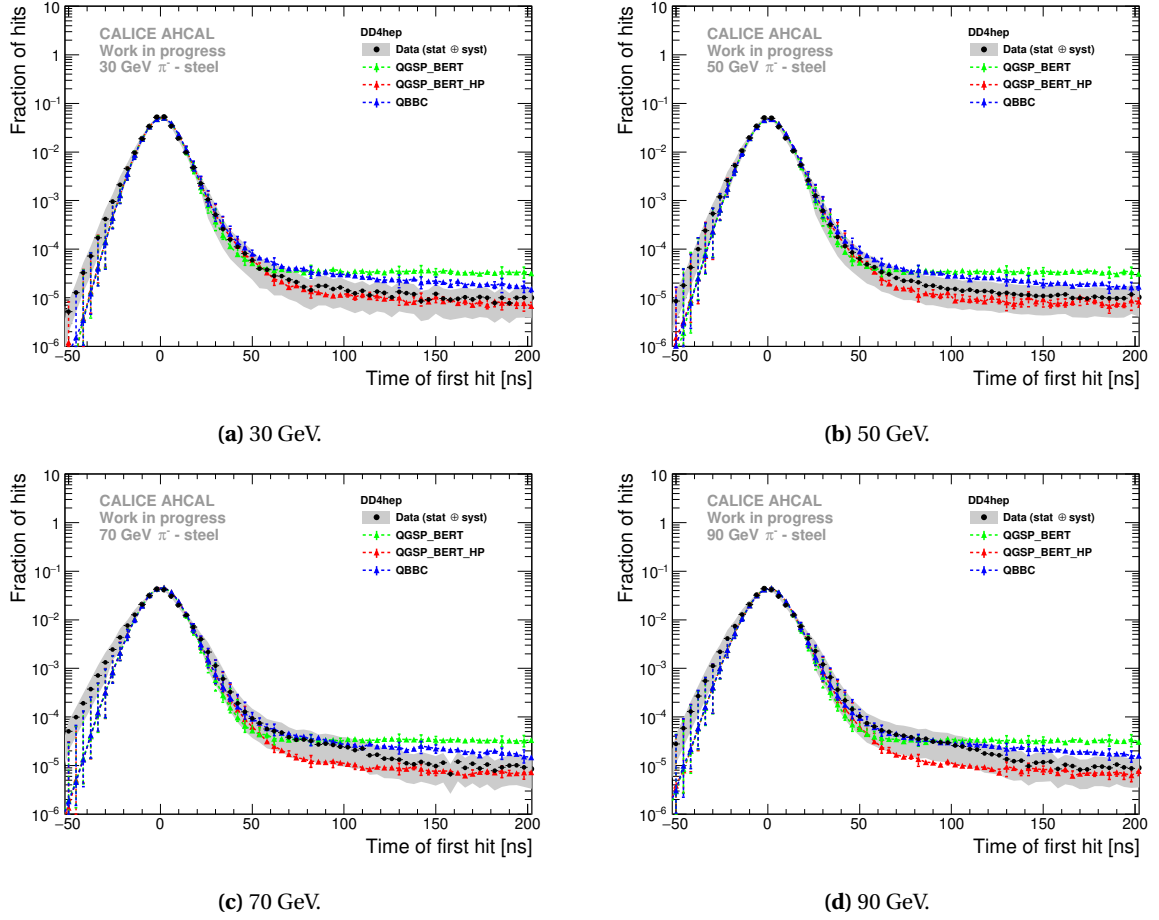 Fraction of hits
10
1
10⁻¹
10⁻²
10⁻³
10⁻⁴
10⁻⁵
10⁻⁶
CALICE AHCAL
Work in progress
30 GeV π⁻ - steel
DD4hep
Data (stat ⊕ syst)
QGSP_BERT
QGSP_BERT_HP
QBBC
−50 0 50 100 150 200
Time of first hit [ns]
(a) 30 GeV.
Fraction of hits
10
1
10⁻¹
10⁻²
10⁻³
10⁻⁴
10⁻⁵
10⁻⁶
CALICE AHCAL
Work in progress
50 GeV π⁻ - steel
DD4hep
Data (stat ⊕ syst)
QGSP_BERT
QGSP_BERT_HP
QBBC
−50 0 50 100 150 200
Time of first hit [ns]
(b) 50 GeV.
Fraction of hits
10
1
10⁻¹
10⁻²
10⁻³
10⁻⁴
10⁻⁵
10⁻⁶
CALICE AHCAL
Work in progress
70 GeV π⁻ - steel
DD4hep
Data (stat ⊕ syst)
QGSP_BERT
QGSP_BERT_HP
QBBC
−50 0 50 100 150 200
Time of first hit [ns]
(c) 70 GeV.
Fraction of hits
10
1
10⁻¹
10⁻²
10⁻³
10⁻⁴
10⁻⁵
10⁻⁶
CALICE AHCAL
Work in progress
90 GeV π⁻ - steel
DD4hep
Data (stat ⊕ syst)
QGSP_BERT
QGSP_BERT_HP
QBBC
−50 0 50 100 150 200
Time of first hit [ns]
(d) 90 GeV.